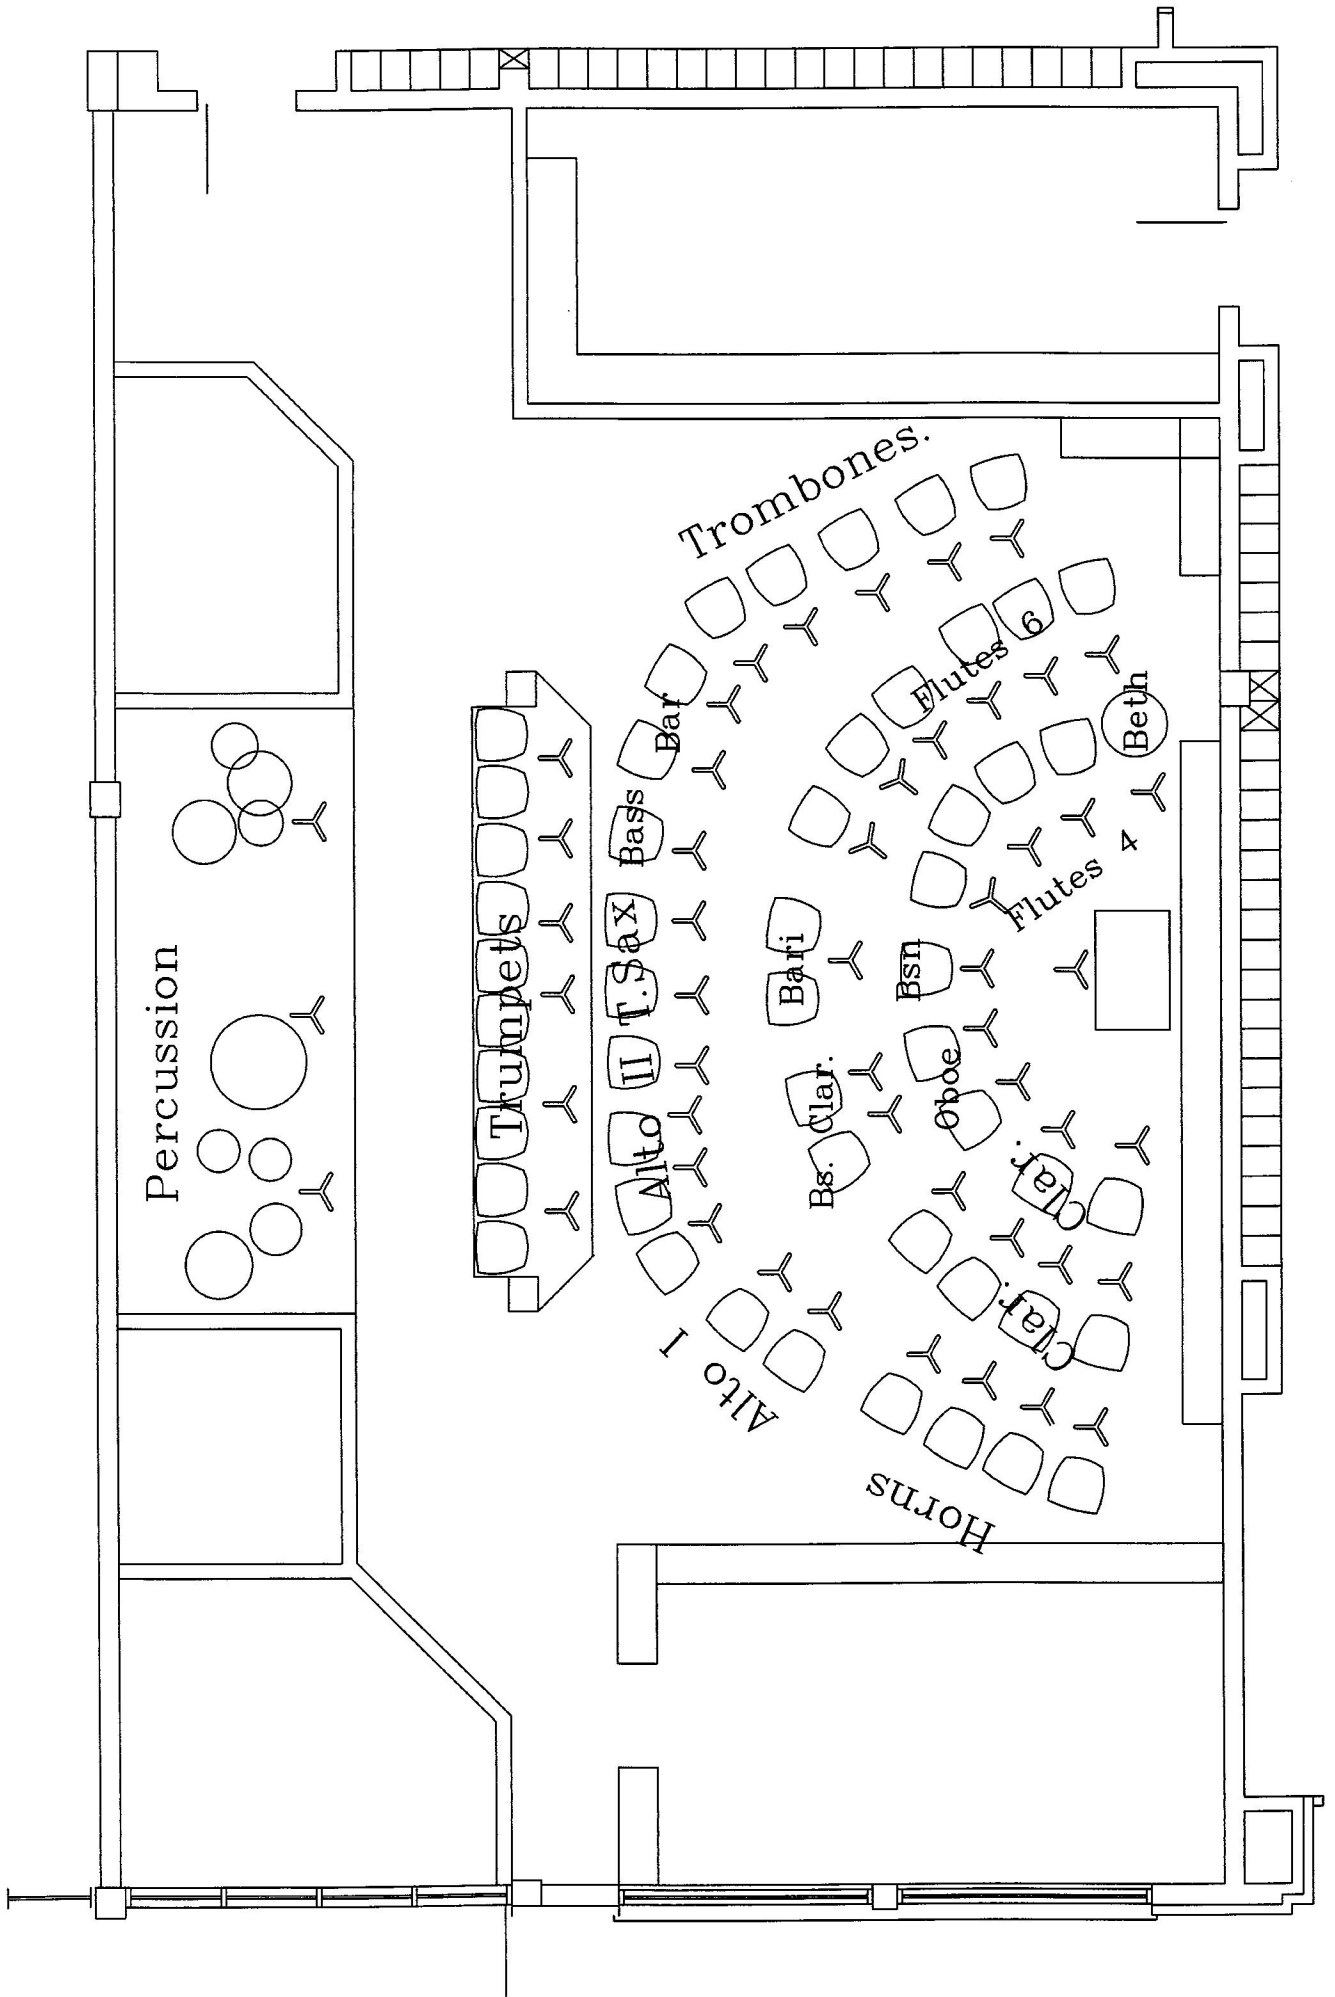 Trombones.
Bar
Bass
T.Sax
Alto II
Alto I
Trumpets
Percussion
Flutes 6
Beth
Flutes 4
Bari
Bsn
Oboe
Bs. Clar.
Clar.
Clar.
Horns